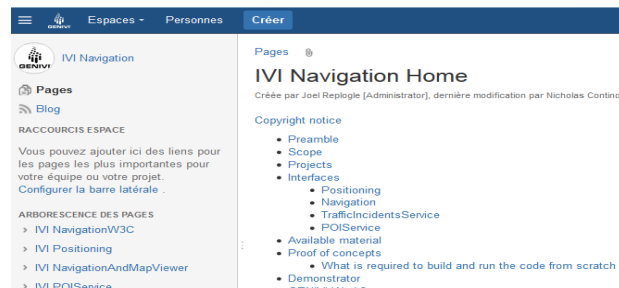 GENIVI Espaces Personnes Créer
GENIVI IVI Navigation
Pages
Blog
RACCOURCIS ESPACE
Vous pouvez ajouter ici des liens pour
les pages les plus importantes pour
votre équipe ou votre projet.
Configurer la barre latérale .
ARBORESCENCE DES PAGES
IVI NavigationW3C
IVI Positioning
IVI NavigationAndMapViewer
IVI POIService
Pages
IVI Navigation Home
Créée par Joel Replogle [Administrator], dernière modification par Nicholas Contino
Copyright notice
Preamble
Scope
Projects
Interfaces
Positioning
Navigation
TrafficIncidentsService
POIService
Available material
Proof of concepts
What is required to build and run the code from scratch
Demonstrator